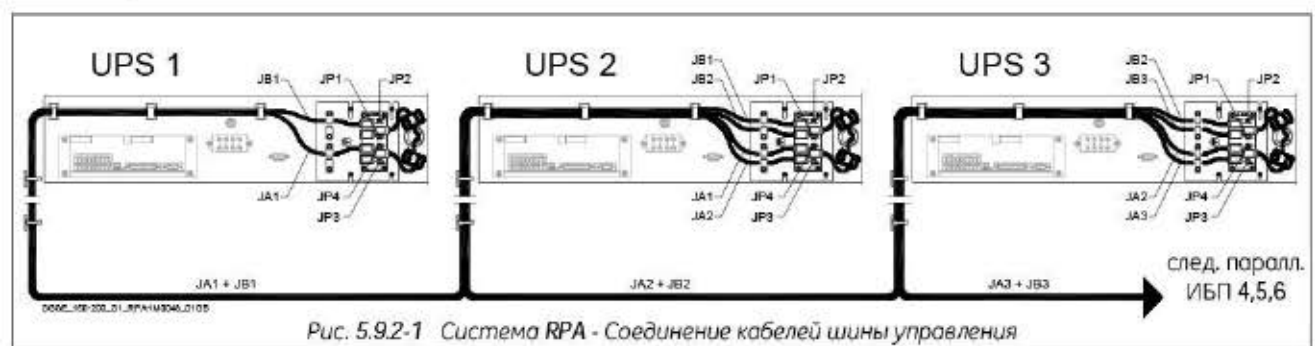 UPS 1
JB1
JP1
JP2
JA1
JP4
JP3
UPS 2
JB1
JB2
JP1
JP2
JA1
JA2
JP4
JP3
UPS 3
JB2
JB3
JP1
JP2
JA2
JA3
JP4
JP3
JA1 + JB1
JA2 + JB2
JA3 + JB3
след. паралл.
ИБП 4,5,6
Рис. 5.9.2-1 Система RPA - Соединение кабелей шины управления